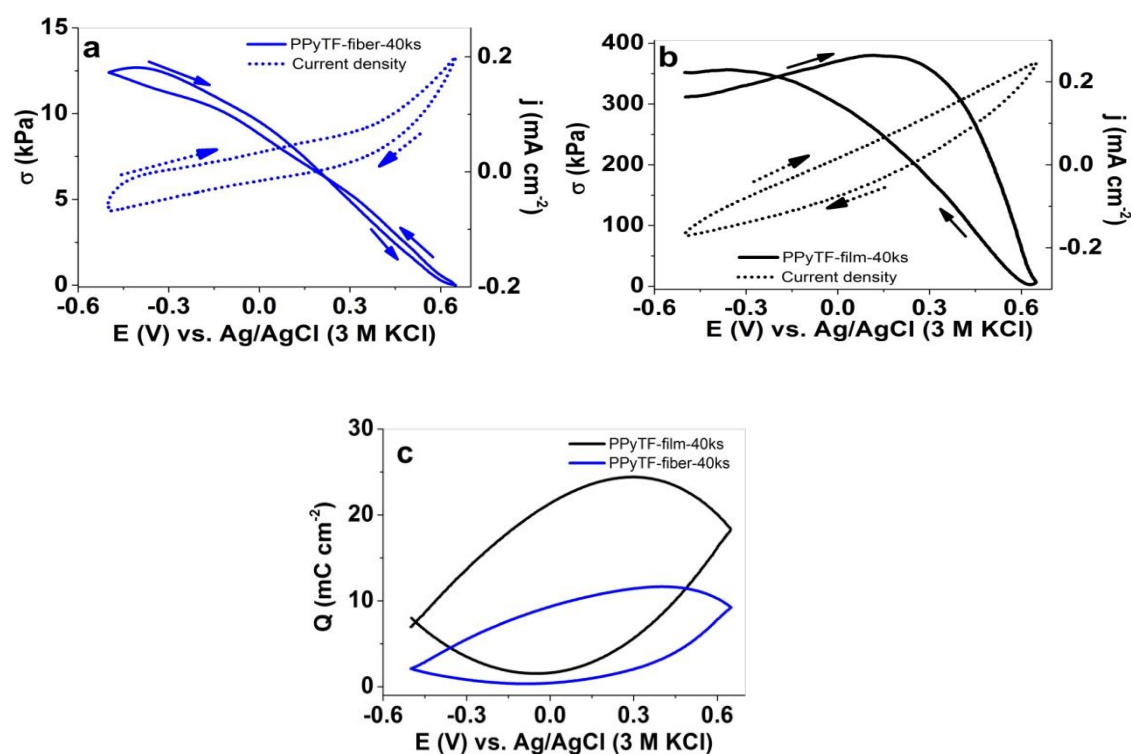 a
PPyTF-fiber-40ks
Current density
15
10
5
0
σ (kPa)
0.2
0.0
-0.2
j (mA cm⁻²)
-0.6 -0.3 0.0 0.3 0.6
E (V) vs. Ag/AgCl (3 M KCl)
b
400
300
200
100
0
σ (kPa)
0.2
0.0
-0.2
j (mA cm⁻²)
PPyTF-film-40ks
Current density
-0.6 -0.3 0.0 0.3 0.6
E (V) vs. Ag/AgCl (3 M KCl)
c
PPyTF-film-40ks
PPyTF-fiber-40ks
30
20
10
0
Q (mC cm⁻²)
-0.6 -0.3 0.0 0.3 0.6
E (V) vs. Ag/AgCl (3 M KCl)